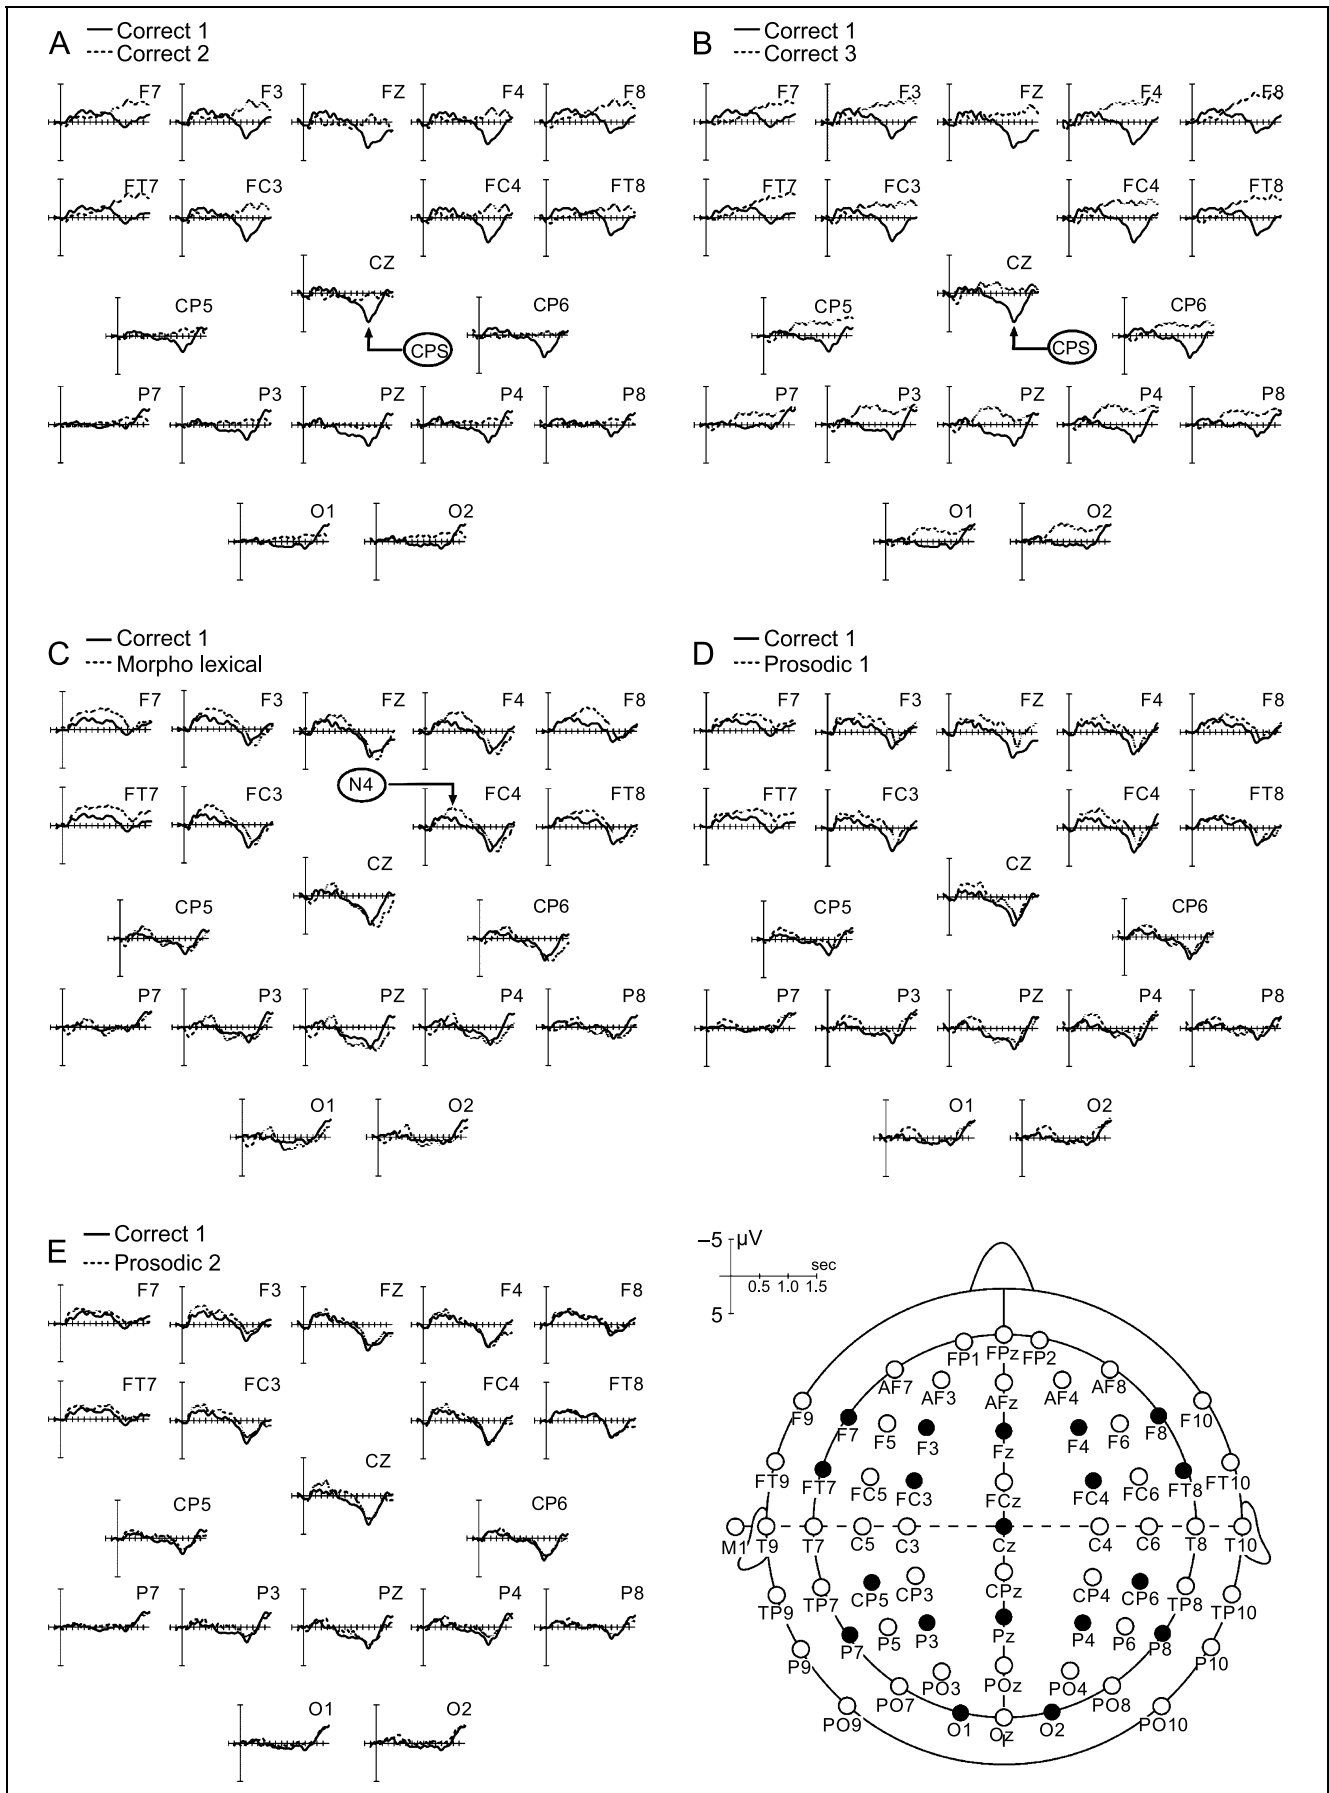 A
Correct 1
Correct 2
F7 F3 FZ F4 F8
FT7 FC3 FC4 FT8
CZ
CP5 CP6
CPS
P7 P3 PZ P4 P8
O1 O2
B
Correct 1
Correct 3
F7 F3 FZ F4 F8
FT7 FC3 FC4 FT8
CZ
CP5 CP6
CPS
P7 P3 PZ P4 P8
O1 O2
C
Correct 1
Morpho lexical
F7 F3 FZ F4 F8
N4
FT7 FC3 FC4 FT8
CZ
CP5 CP6
P7 P3 PZ P4 P8
O1 O2
D
Correct 1
Prosodic 1
F7 F3 FZ F4 F8
FT7 FC3 FC4 FT8
CZ
CP5 CP6
P7 P3 PZ P4 P8
O1 O2
E
Correct 1
Prosodic 2
F7 F3 FZ F4 F8
FT7 FC3 FC4 FT8
CZ
CP5 CP6
P7 P3 PZ P4 P8
O1 O2
−5 µV
sec
0.5 1.0 1.5
5
FP1 FPz FP2
AF7 AF3 AFz AF4 AF8
F9 F7 F5 F3 Fz F4 F6 F8 F10
FT9 FT7 FC5 FC3 FCz FC4 FC6 FT8 FT10
M1 T9 T7 C5 C3 Cz C4 C6 T8 T10
TP9 TP7 CP5 CP3 CPz CP4 CP6 TP8 TP10
P9 P7 P5 P3 Pz P4 P6 P8 P10
PO9 PO7 PO3 POz PO4 PO8 PO10
O1 Oz O2